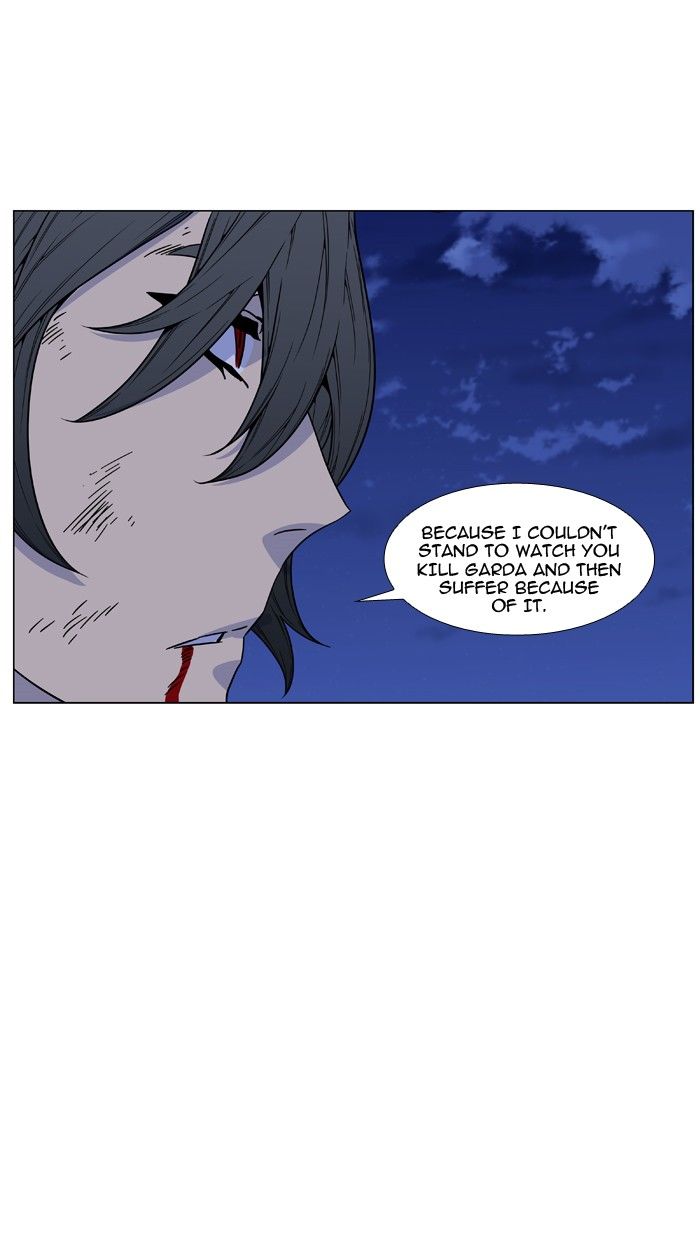 BECAUSE I COULDN'T
STAND TO WATCH YOU
KILL GARDA AND THEN
SUFFER BECAUSE
OF IT.